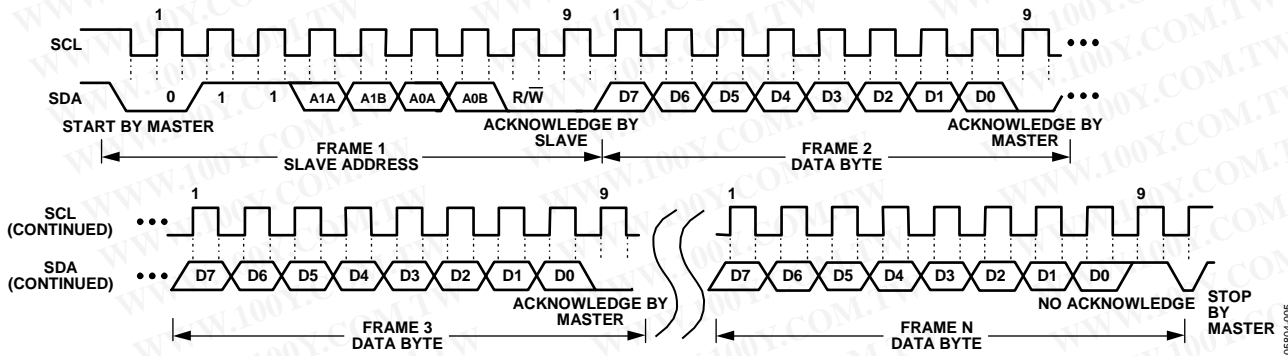 1 9 1 9
SCL
SDA 0 1 1 A1A A1B A0A A0B R/W̅ D7 D6 D5 D4 D3 D2 D1 D0
START BY MASTER
ACKNOWLEDGE BY SLAVE
ACKNOWLEDGE BY MASTER
FRAME 1
SLAVE ADDRESS
FRAME 2
DATA BYTE
1 9 1 9
SCL
(CONTINUED)
SDA
(CONTINUED)
D7 D6 D5 D4 D3 D2 D1 D0 D7 D6 D5 D4 D3 D2 D1 D0
ACKNOWLEDGE BY
MASTER
NO ACKNOWLEDGE
STOP
BY
MASTER
FRAME 3
DATA BYTE
FRAME N
DATA BYTE
WWW.100Y.COM.TW